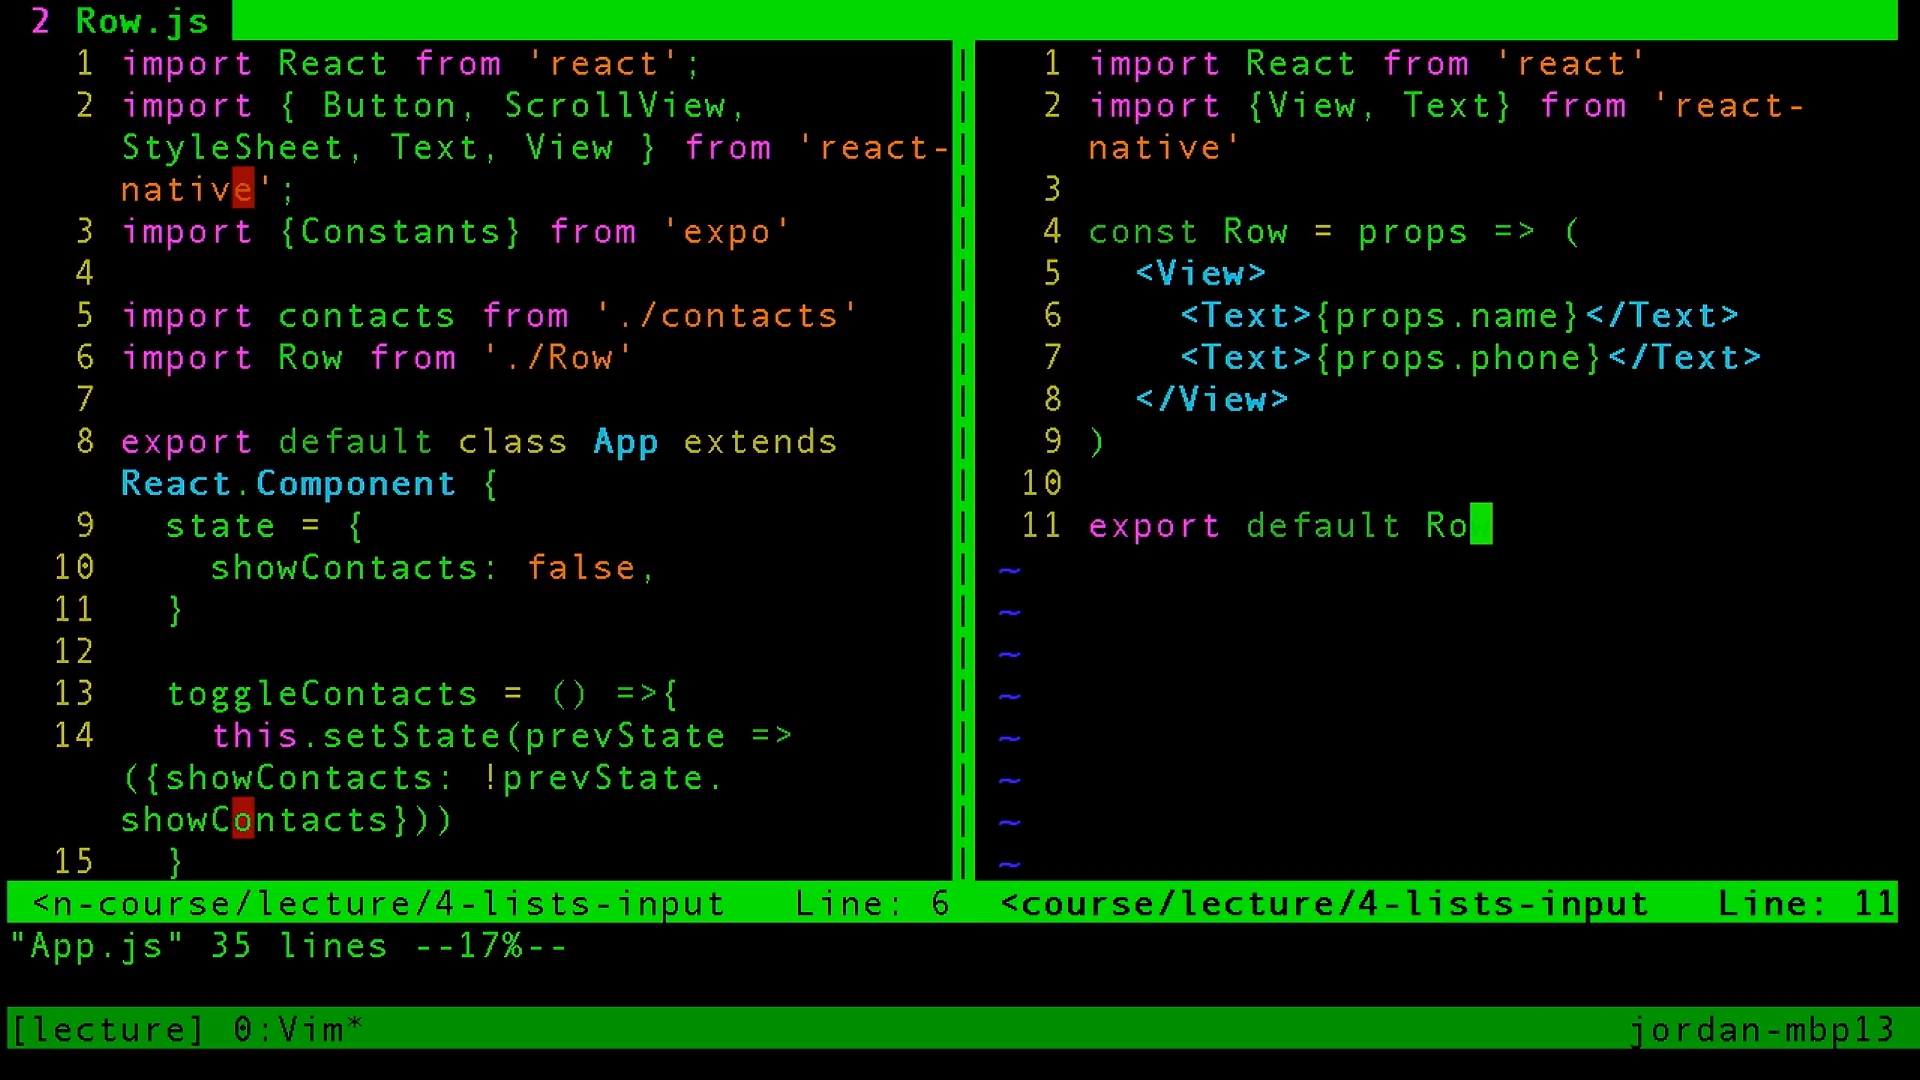 2 Row.js
1 import React from 'react';
2 import { Button, ScrollView,
StyleSheet, Text, View } from 'react-
native';
3 import {Constants} from 'expo'
4
5 import contacts from './contacts'
6 import Row from './Row'
7
8 export default class App extends
React.Component {
9 state = {
10 showContacts: false,
11 }
12
13 toggleContacts = () =>{
14 this.setState(prevState =>
({showContacts: !prevState.
showContacts}))
15 }
<n-course/lecture/4-lists-input Line: 6
1 import React from 'react'
2 import {View, Text} from 'react-
native'
3
4 const Row = props => (
5 <View>
6 <Text>{props.name}</Text>
7 <Text>{props.phone}</Text>
8 </View>
9 )
10
11 export default Row
~
~
~
~
~
~
~
~
<course/lecture/4-lists-input Line: 11
"App.js" 35 lines --17%--
[lecture] 0:Vim* jordan-mbp13